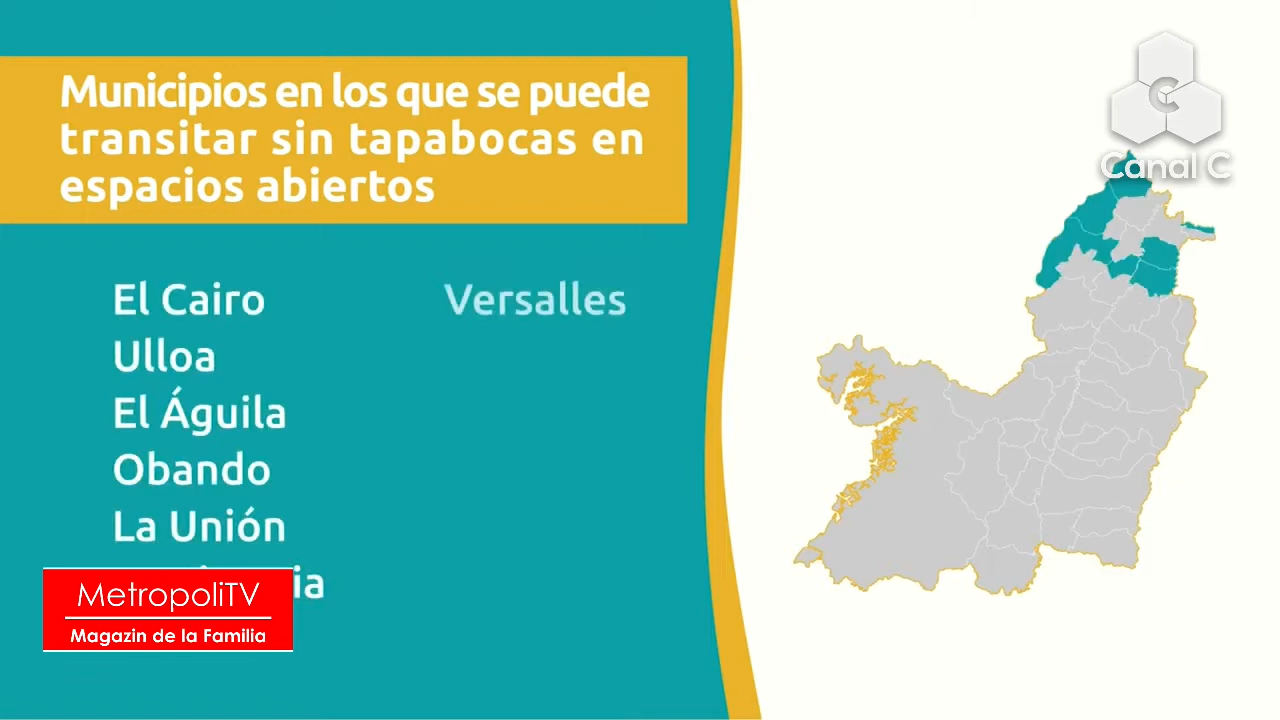 Municipios en los que se puede
transitar sin tapabocas en
espacios abiertos
El Cairo
Ulloa
El Águila
Obando
La Unión
Versalles
MetropoliTV
Magazin de la Familia
C
Canal C